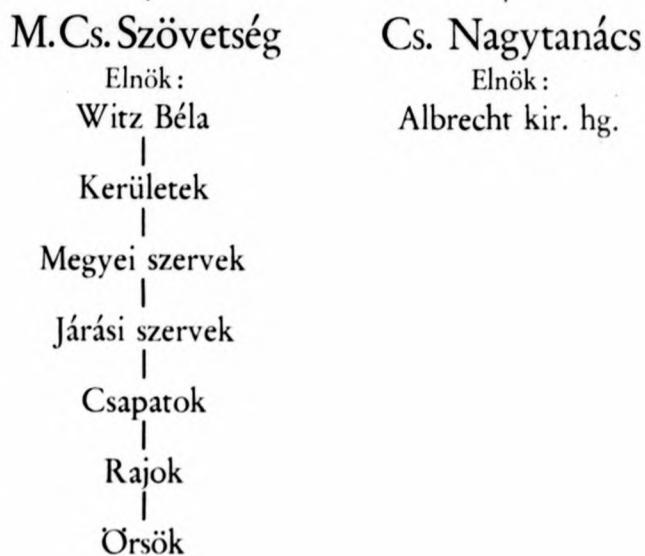 M.Cs. Szövetség
Elnök:
Witz Béla
Kerületek
Megyei szervek
Járási szervek
Csapatok
Rajok
Őrsök
Cs. Nagytanács
Elnök:
Albrecht kir. hg.